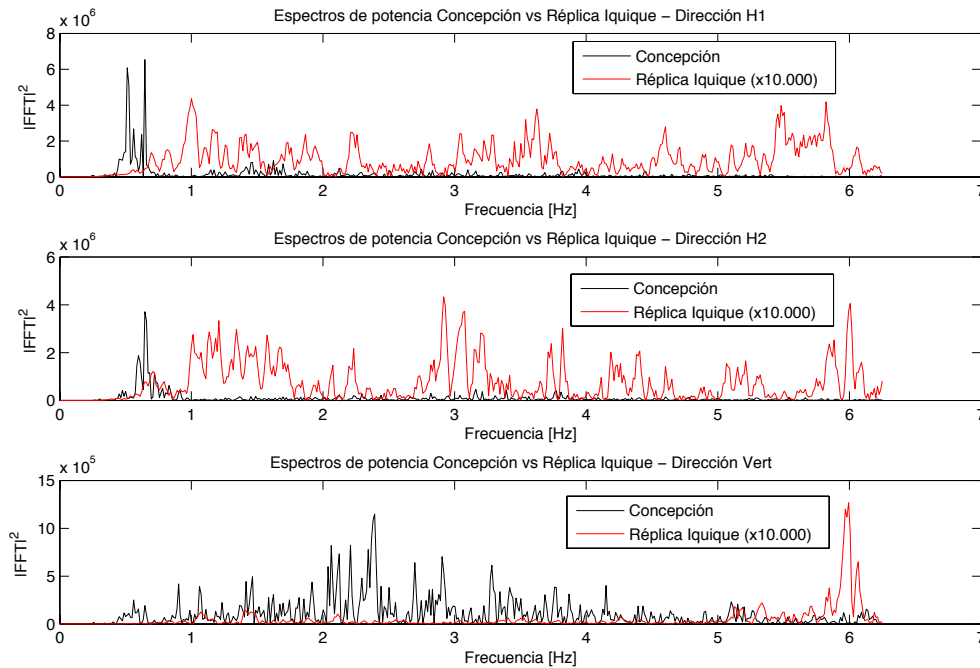 Espectros de potencia Concepción vs Réplica Iquique − Dirección H1
x 10^6
8
6
4
2
0
|FFT|^2
Concepción
Réplica Iquique (x10.000)
0 1 2 3 4 5 6 7
Frecuencia [Hz]
Espectros de potencia Concepción vs Réplica Iquique − Dirección H2
x 10^6
6
4
2
0
|FFT|^2
Concepción
Réplica Iquique (x10.000)
0 1 2 3 4 5 6 7
Frecuencia [Hz]
Espectros de potencia Concepción vs Réplica Iquique − Dirección Vert
x 10^5
15
10
5
0
|FFT|^2
Concepción
Réplica Iquique (x10.000)
0 1 2 3 4 5 6 7
Frecuencia [Hz]